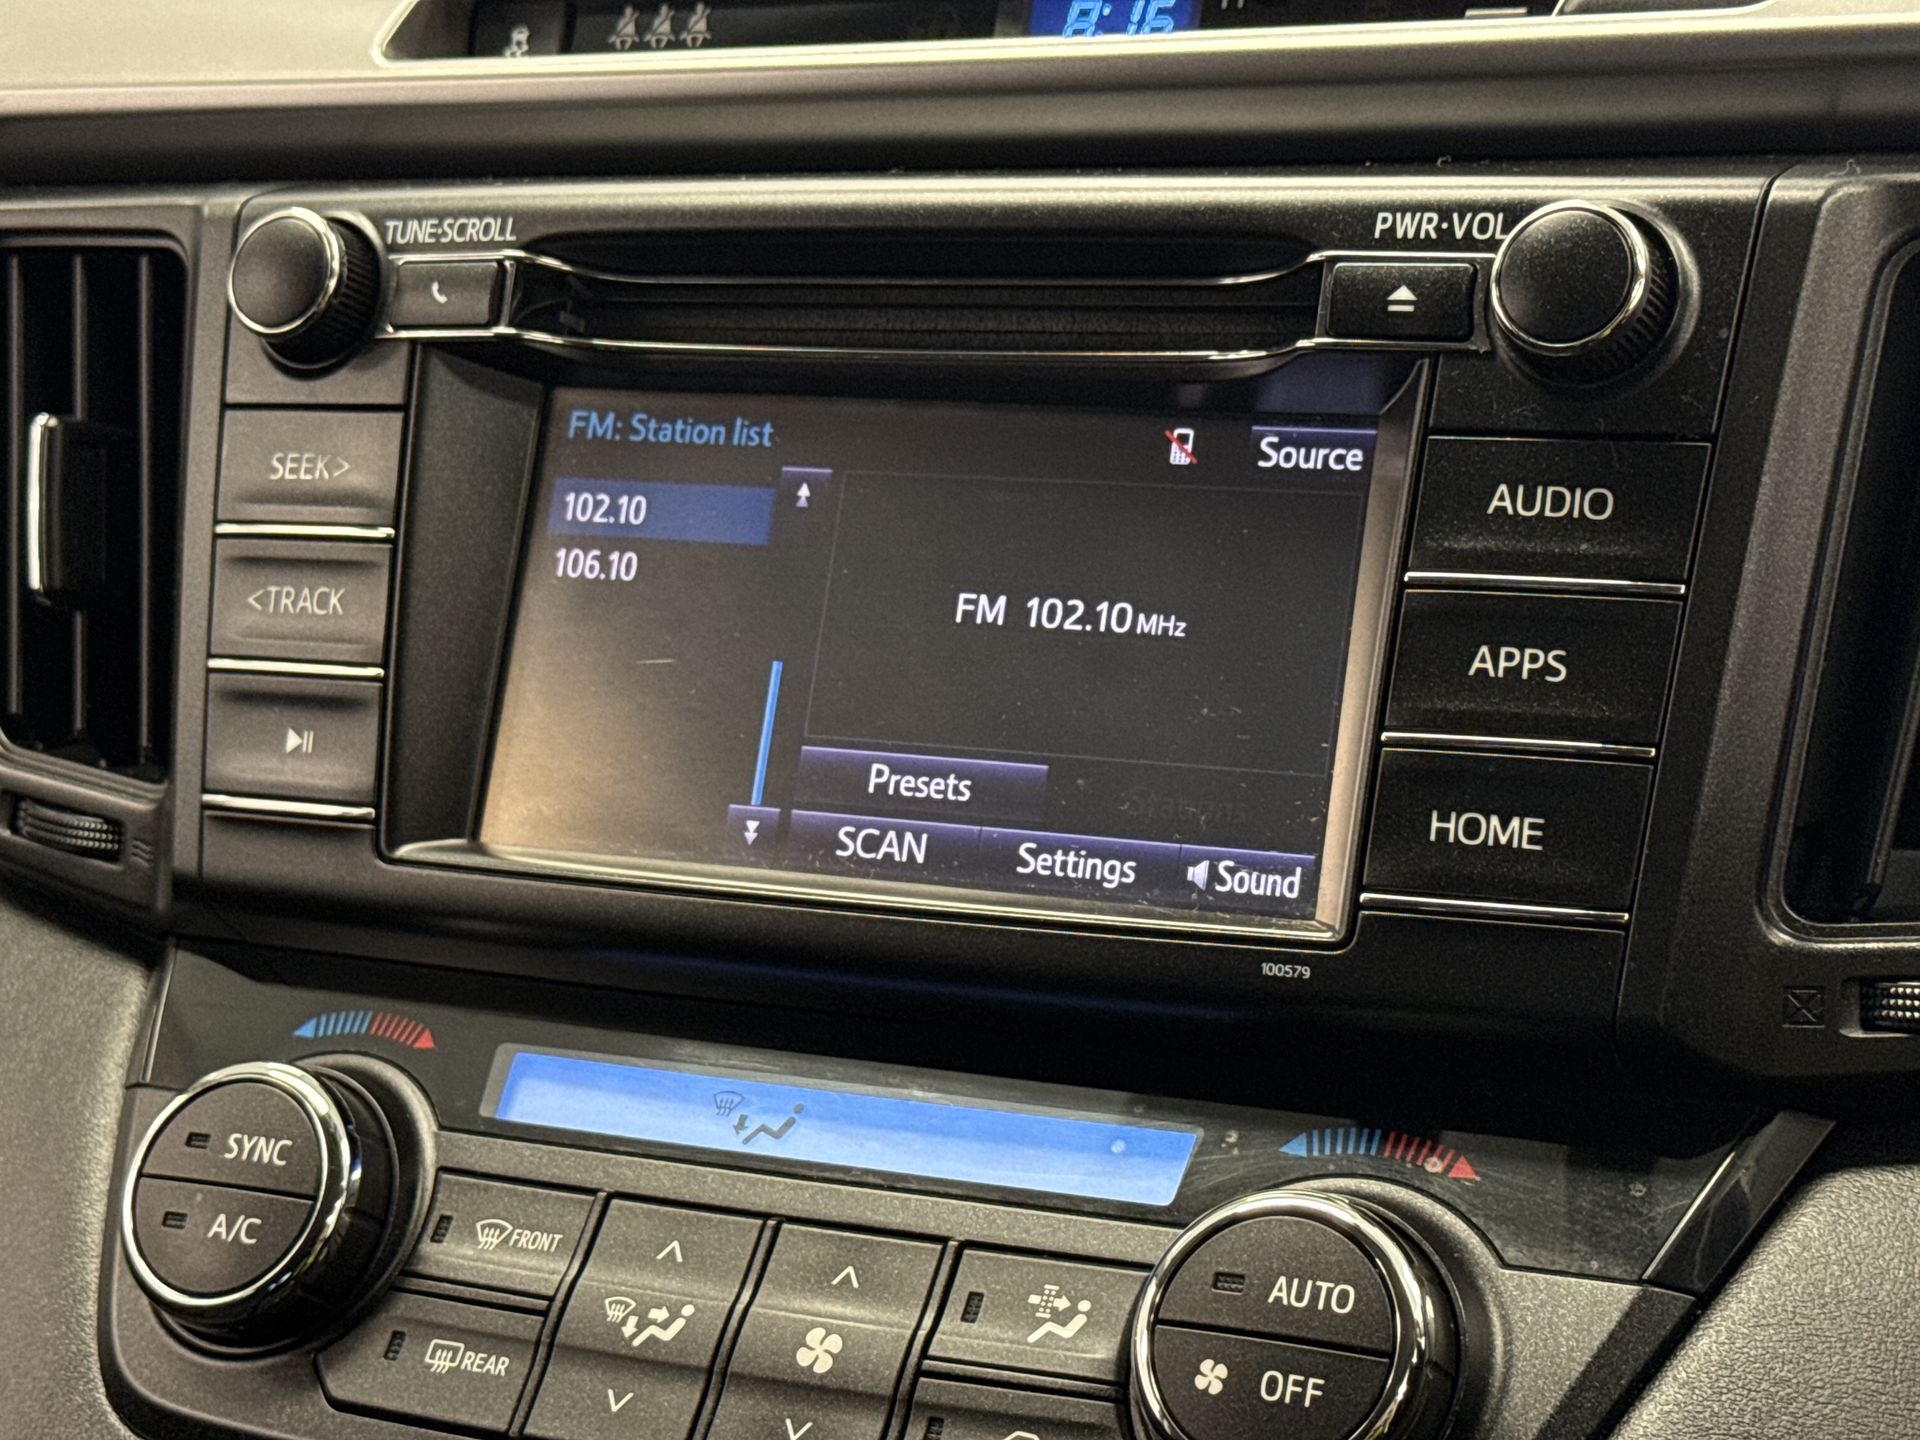 8:16
TUNE·SCROLL
PWR·VOL
FM: Station list
Source
SEEK>
102.10
AUDIO
106.10
<TRACK
FM 102.10 MHz
APPS
Presets
Stations
HOME
SCAN
Settings
Sound
100579
SYNC
A/C
FRONT
AUTO
REAR
OFF